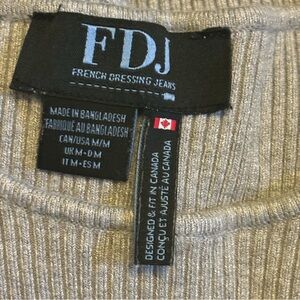 FDJ
FRENCH DRESSING JEANS
MADE IN BANGLADESH
FABRIQUÉ AU BANGLADESH
CAN/USA M/M
UK M - D M
IT M - ES M
DESIGNED & FIT IN CANADA
CONÇU ET AJUSTÉ AU CANADA